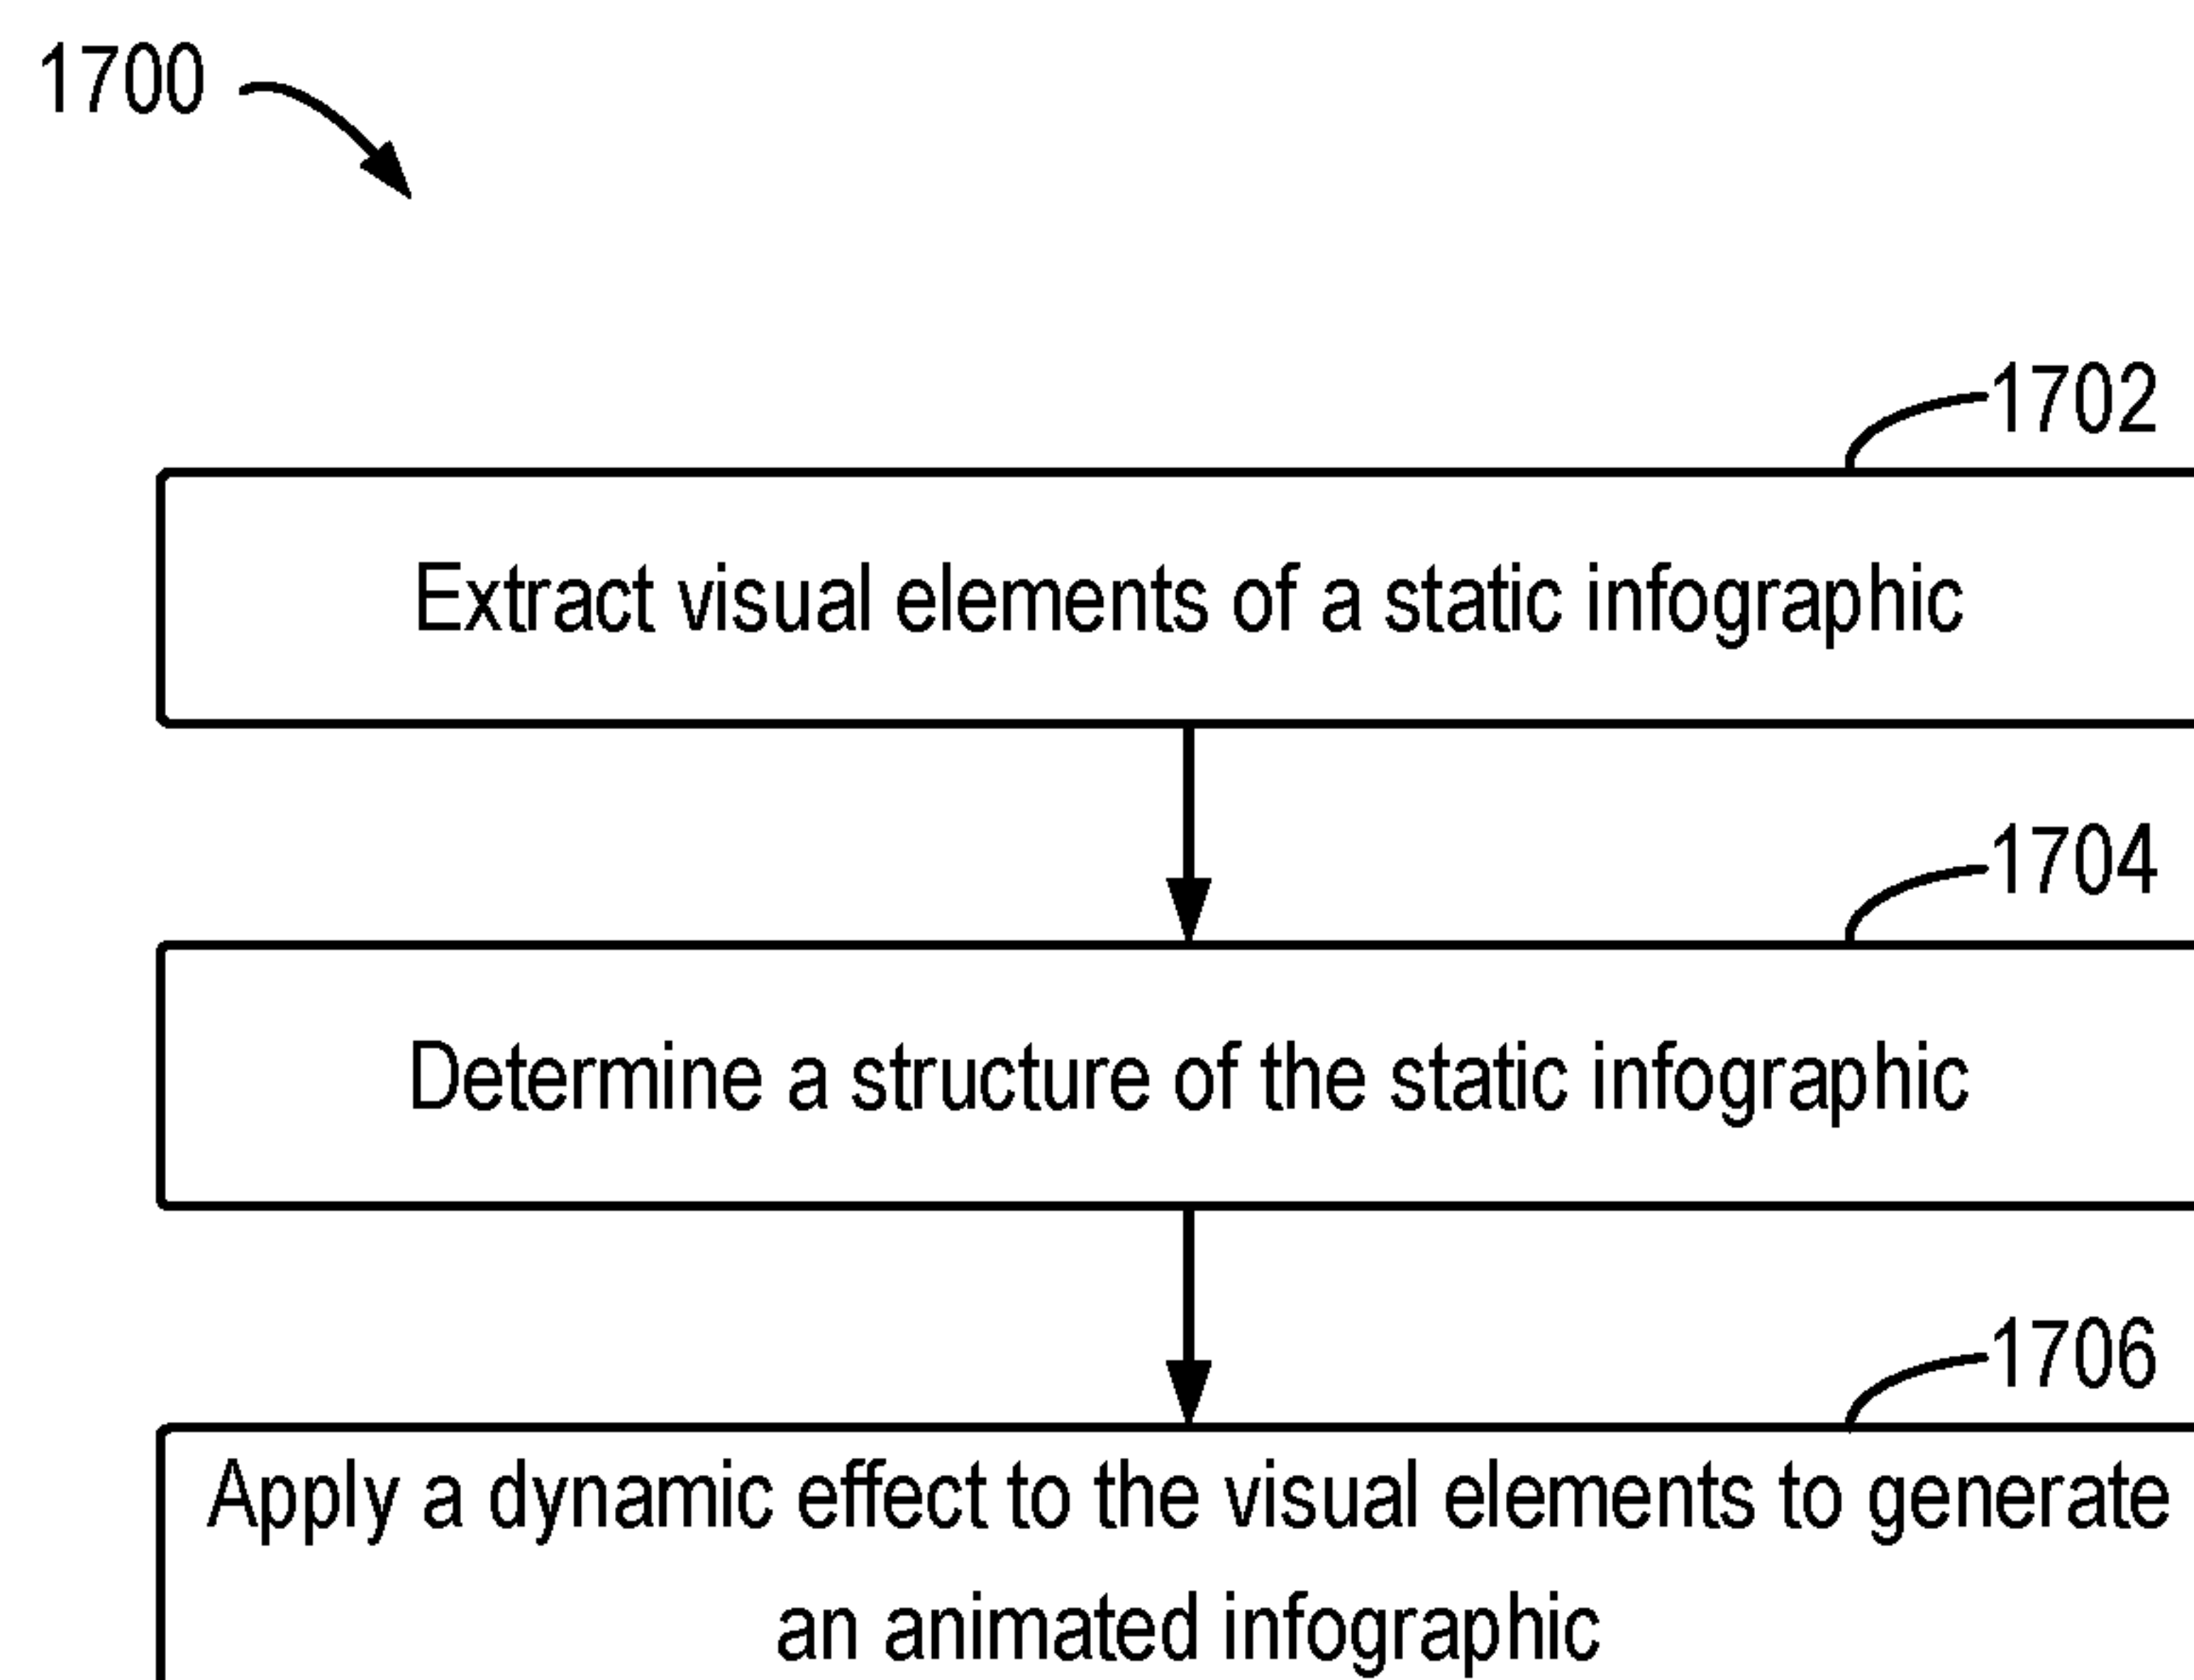 1700
1702
Extract visual elements of a static infographic
1704
Determine a structure of the static infographic
1706
Apply a dynamic effect to the visual elements to generate
an animated infographic